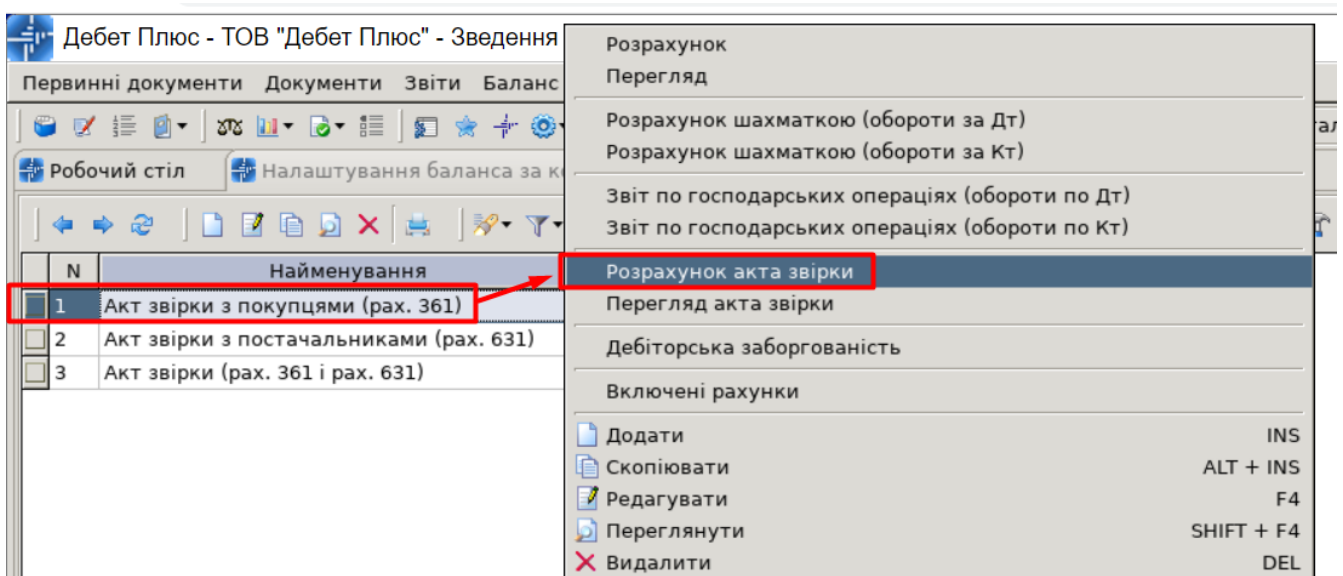 Дебет Плюс - ТОВ "Дебет Плюс" - Зведення
Первинні документи Документи Звіти Баланс
Робочий стіл Налаштування баланса за
N Найменування
1 Акт звірки з покупцями (рах. 361)
2 Акт звірки з постачальниками (рах. 631)
3 Акт звірки (рах. 361 і рах. 631)
Розрахунок
Перегляд
Розрахунок шахматкою (обороти за Дт)
Розрахунок шахматкою (обороти за Кт)
Звіт по господарських операціях (обороти по Дт)
Звіт по господарських операціях (обороти по Кт)
Розрахунок акта звірки
Перегляд акта звірки
Дебіторська заборгованість
Включені рахунки
Додати INS
Скопіювати ALT + INS
Редагувати F4
Переглянути SHIFT + F4
Видалити DEL